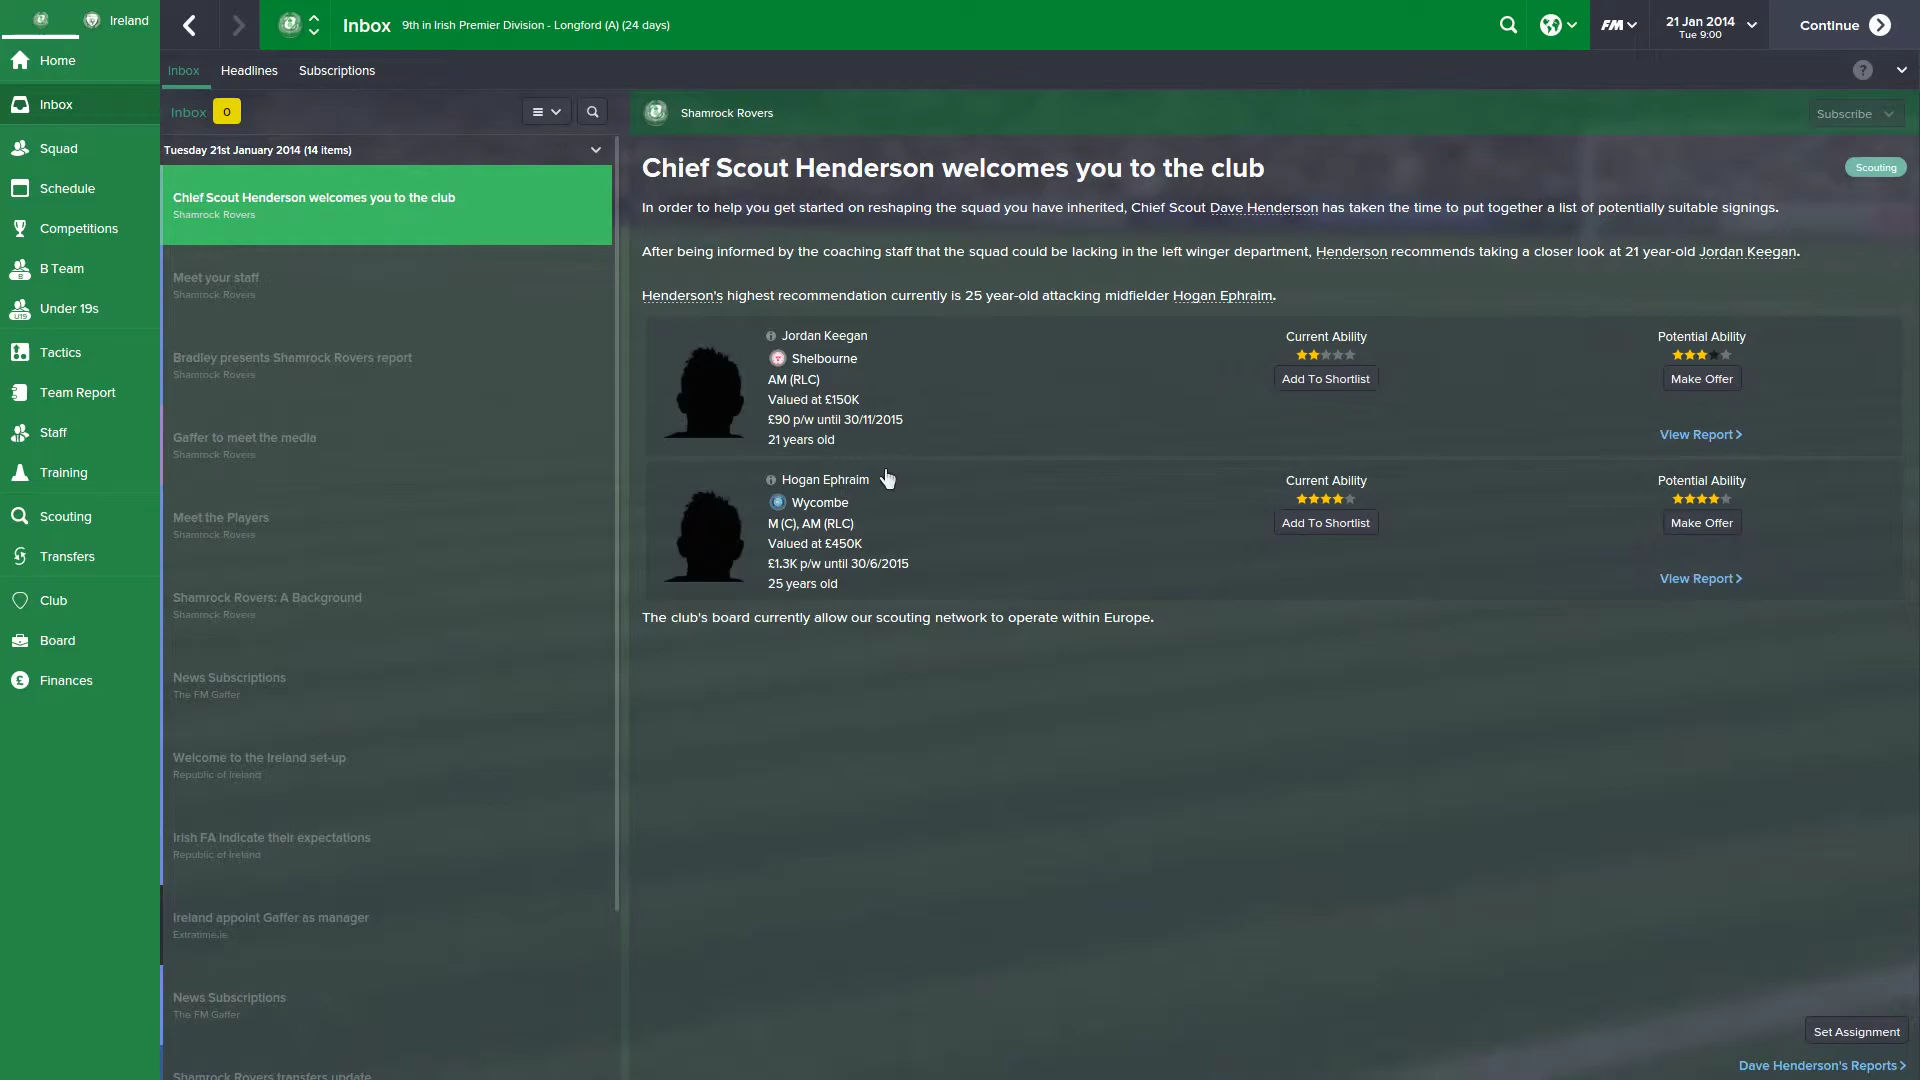 Ireland
Home
Inbox
Squad
Schedule
Competitions
B
B Team
U19
Under 19s
Tactics
Team Report
Staff
Training
Scouting
Transfers
Club
Board
£
Finances
Inbox
9th in Irish Premier Division - Longford (A) (24 days)
FM
21 Jan 2014
Tue 9:00
Continue
Inbox
Headlines
Subscriptions
?
Inbox
0
Tuesday 21st January 2014 (14 items)
Chief Scout Henderson welcomes you to the club
Shamrock Rovers
Meet your staff
Shamrock Rovers
Bradley presents Shamrock Rovers report
Shamrock Rovers
Gaffer to meet the media
Shamrock Rovers
Meet the Players
Shamrock Rovers
Shamrock Rovers: A Background
Shamrock Rovers
News Subscriptions
The FM Gaffer
Welcome to the Ireland set-up
Republic of Ireland
Irish FA indicate their expectations
Republic of Ireland
Ireland appoint Gaffer as manager
Extratime.ie
News Subscriptions
The FM Gaffer
Shamrock Rovers transfers update
Shamrock Rovers
Subscribe
Chief Scout Henderson welcomes you to the club
Scouting
In order to help you get started on reshaping the squad you have inherited, Chief Scout Dave Henderson has taken the time to put together a list of potentially suitable signings.
After being informed by the coaching staff that the squad could be lacking in the left winger department, Henderson recommends taking a closer look at 21 year-old Jordan Keegan.
Henderson's highest recommendation currently is 25 year-old attacking midfielder Hogan Ephraim.
Jordan Keegan
Shelbourne
AM (RLC)
Valued at £150K
£90 p/w until 30/11/2015
21 years old
Current Ability
Add To Shortlist
Potential Ability
Make Offer
View Report
Hogan Ephraim
Wycombe
M (C), AM (RLC)
Valued at £450K
£1.3K p/w until 30/6/2015
25 years old
Current Ability
Add To Shortlist
Potential Ability
Make Offer
View Report
The club's board currently allow our scouting network to operate within Europe.
Set Assignment
Dave Henderson's Reports